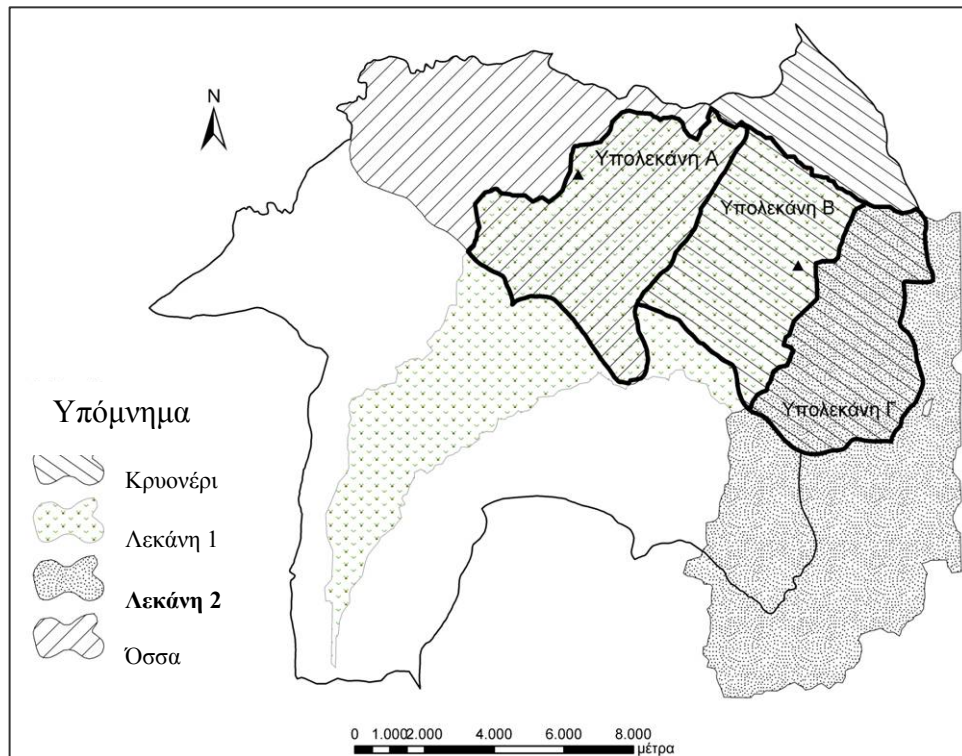 N
Υπολεκάνη Α
Υπολεκάνη Β
Υπολεκάνη Γ
Υπόμνημα
Κρυονέρι
Λεκάνη 1
Λεκάνη 2
Όσσα
0 1.000 2.000 4.000 6.000 8.000
μέτρα